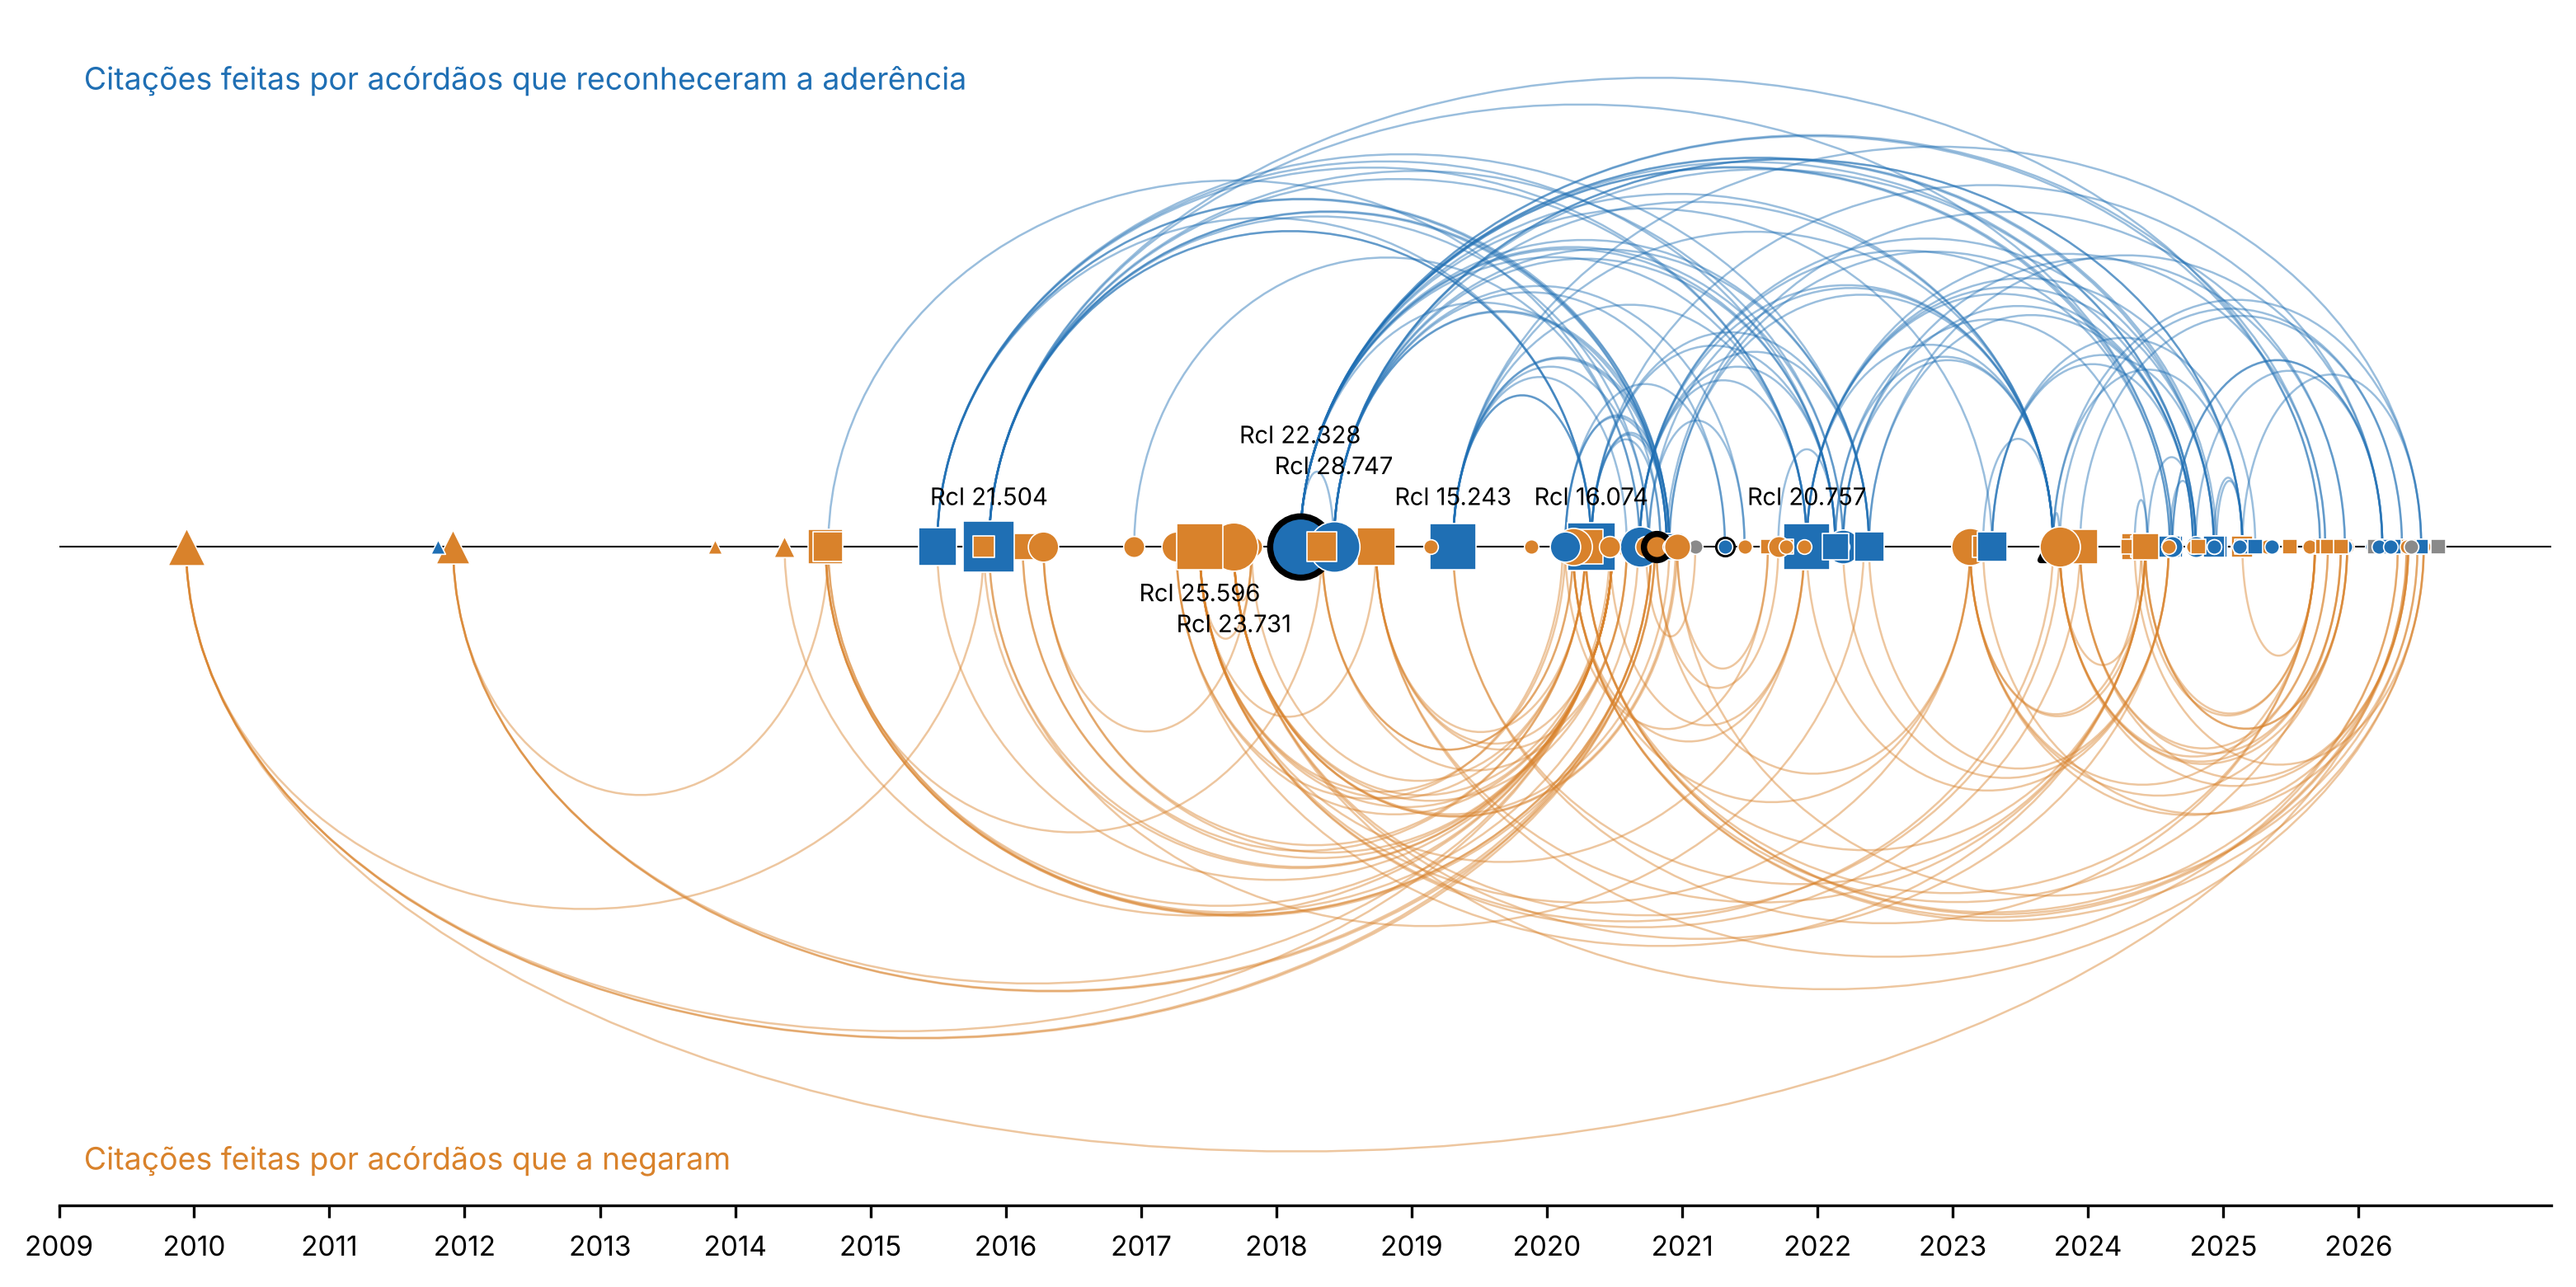 Citações feitas por acórdãos que reconheceram a aderência
Rcl 22.328
Rcl 28.747
Rcl 21.504
Rcl 15.243
Rcl 16.074
Rcl 20.757
Rcl 25.596
Rcl 23.731
Citações feitas por acórdãos que a negaram
2009 2010 2011 2012 2013 2014 2015 2016 2017 2018 2019 2020 2021 2022 2023 2024 2025 2026